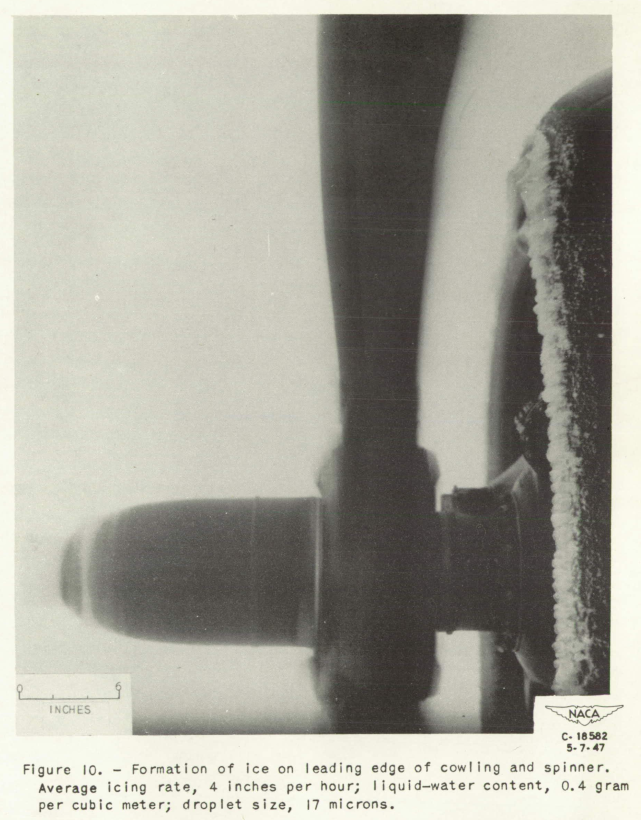 0 6
INCHES
NACA
C-18582
5-7-47
Figure 10. – Formation of ice on leading edge of cowling and spinner.
Average icing rate, 4 inches per hour; liquid–water content, 0.4 gram
per cubic meter; droplet size, 17 microns.